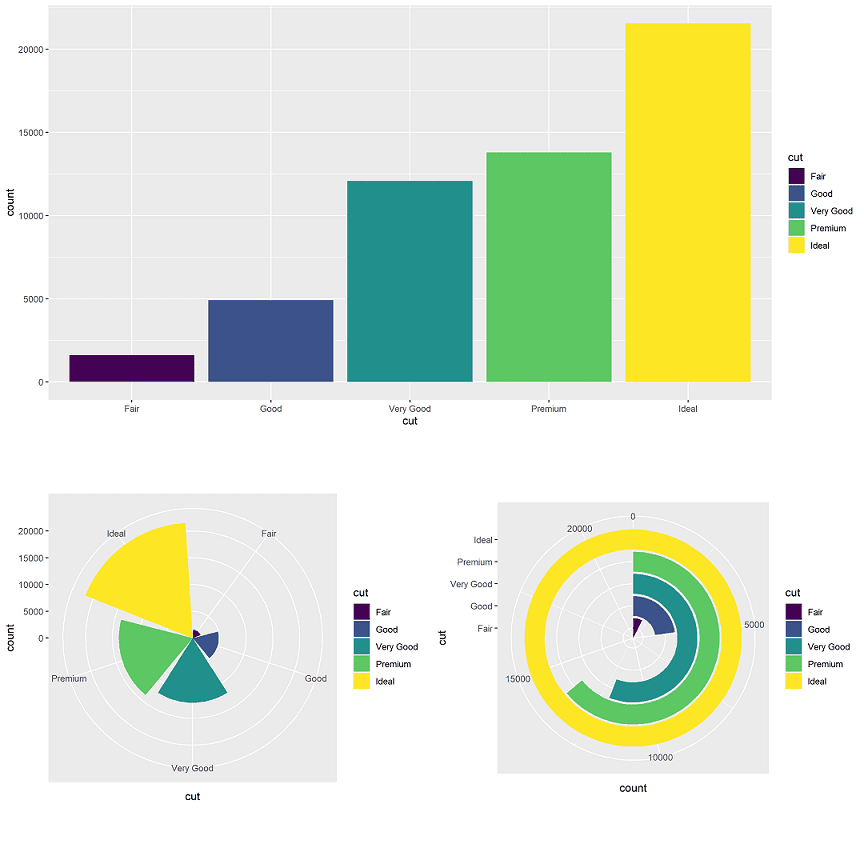 20000
15000
10000
5000
0
count
Fair
Good
Very Good
Premium
Ideal
cut
cut
Fair
Good
Very Good
Premium
Ideal
20000
15000
10000
5000
0
count
Ideal
Fair
Premium
Good
Very Good
cut
cut
Fair
Good
Very Good
Premium
Ideal
Ideal
Premium
Very Good
Good
Fair
cut
0
20000
5000
15000
10000
count
cut
Fair
Good
Very Good
Premium
Ideal